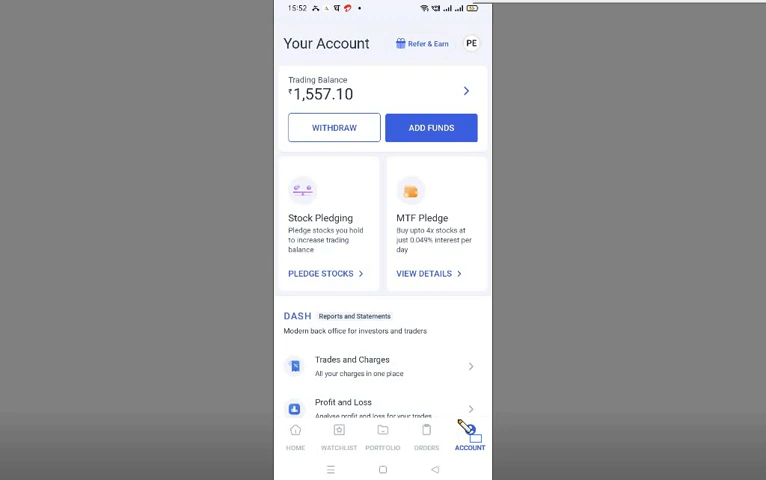 15:52
Your Account
Refer & Earn
PE
Trading Balance
₹1,557.10
WITHDRAW
ADD FUNDS
Stock Pledging
Pledge stocks you hold
to increase trading
balance
PLEDGE STOCKS
MTF Pledge
Buy upto 4x stocks at
just 0.049% interest per
day
VIEW DETAILS
DASH Reports and Statements
Modern back office for investors and traders
Trades and Charges
All your charges in one place
Profit and Loss
Analyse profit and loss for your trades
HOME
WATCHLIST
PORTFOLIO
ORDERS
ACCOUNT